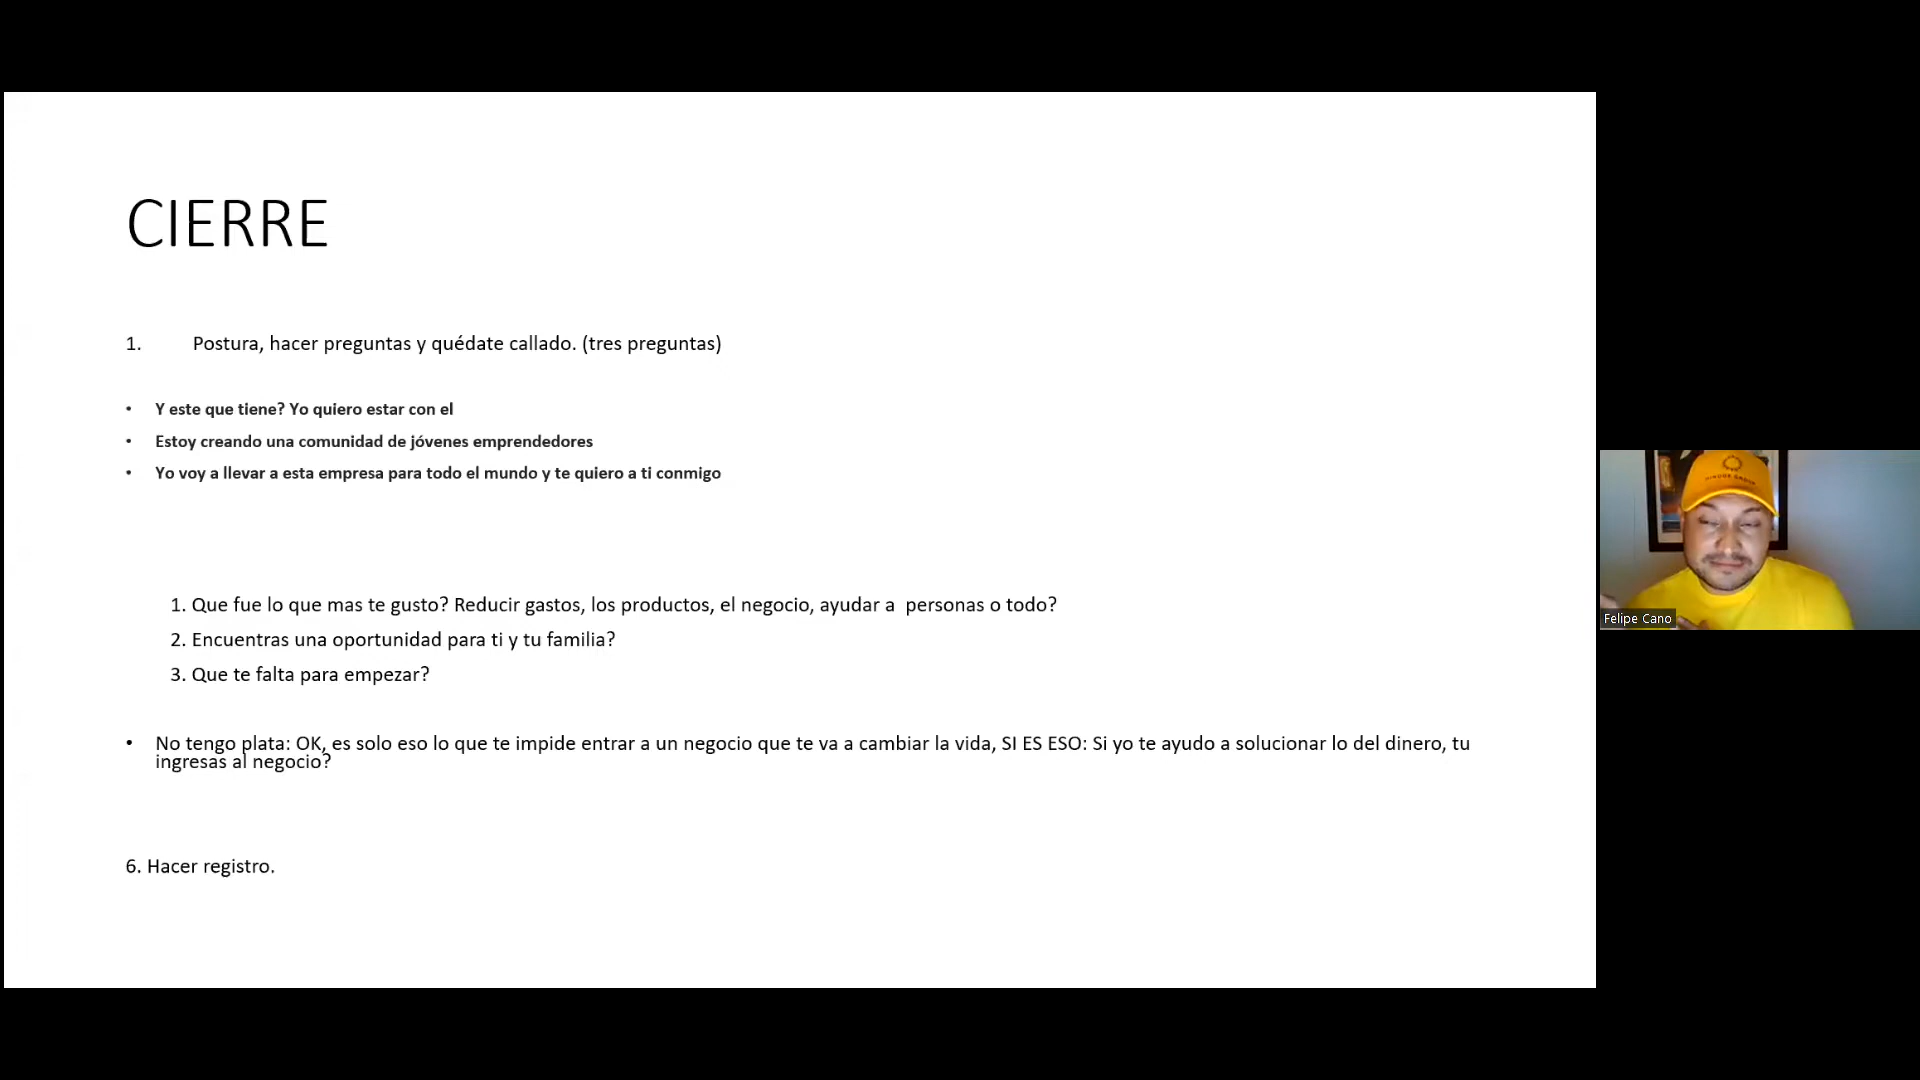 CIERRE
1. Postura, hacer preguntas y quédate callado. (tres preguntas)
• Y este que tiene? Yo quiero estar con el
• Estoy creando una comunidad de jóvenes emprendedores
• Yo voy a llevar a esta empresa para todo el mundo y te quiero a ti conmigo
1. Que fue lo que mas te gusto? Reducir gastos, los productos, el negocio, ayudar a personas o todo?
2. Encuentras una oportunidad para ti y tu familia?
3. Que te falta para empezar?
• No tengo plata: OK, es solo eso lo que te impide entrar a un negocio que te va a cambiar la vida, SI ES ESO: Si yo te ayudo a solucionar lo del dinero, tu
ingresas al negocio?
6. Hacer registro.
Felipe Cano